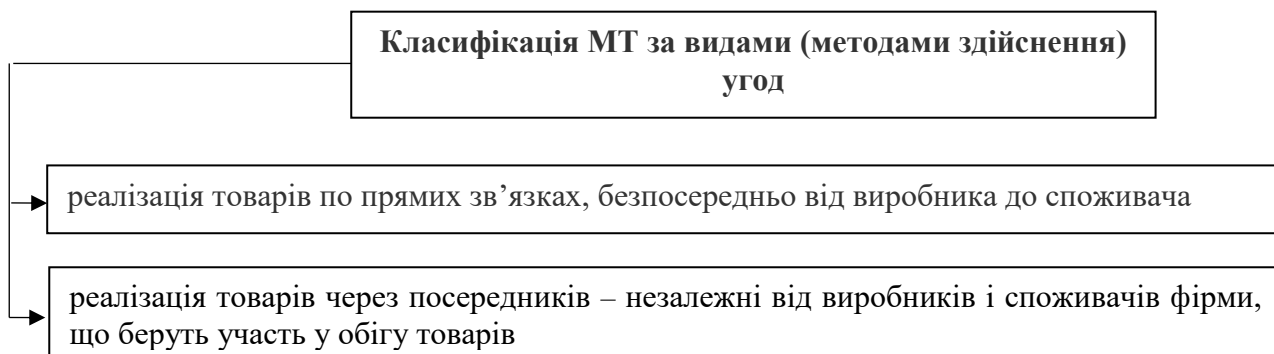 Класифікація МТ за видами (методами здійснення)
угод
реалізація товарів по прямих зв’язках, безпосередньо від виробника до споживача
реалізація товарів через посередників – незалежні від виробників і споживачів фірми,
що беруть участь у обігу товарів